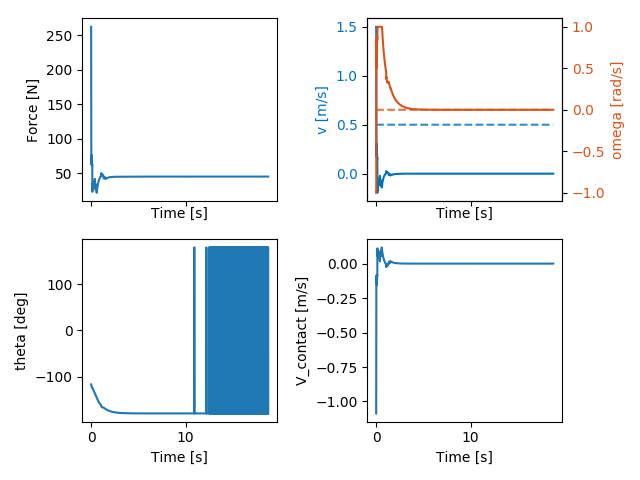 250
200
150
100
50
Force [N]
Time [s]
1.5
1.0
0.5
0.0
v [m/s]
1.0
0.5
0.0
−0.5
−1.0
omega [rad/s]
Time [s]
100
0
−100
theta [deg]
0
10
Time [s]
0.00
−0.25
−0.50
−0.75
−1.00
V_contact [m/s]
0
10
Time [s]